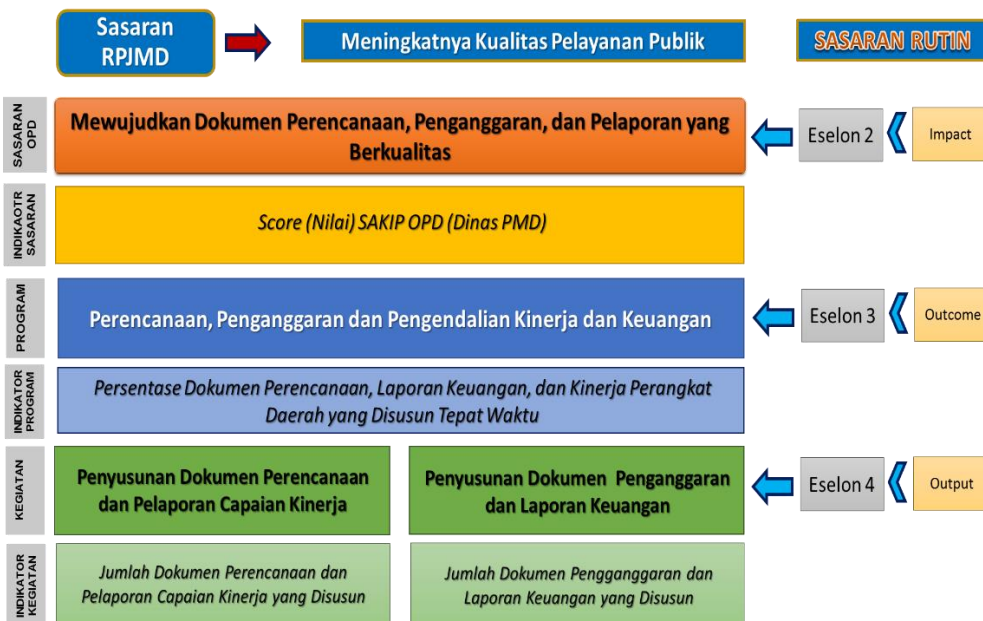 Sasaran
RPJMD
Meningkatnya Kualitas Pelayanan Publik
SASARAN RUTIN
SASARAN
OPD
Mewujudkan Dokumen Perencanaan, Penganggaran, dan Pelaporan yang
Berkualitas
Eselon 2
Impact
INDIKAOTR
SASARAN
Score (Nilai) SAKIP OPD (Dinas PMD)
PROGRAM
Perencanaan, Penganggaran dan Pengendalian Kinerja dan Keuangan
Eselon 3
Outcome
INDIKATOR
PROGRAM
Persentase Dokumen Perencanaan, Laporan Keuangan, dan Kinerja Perangkat
Daerah yang Disusun Tepat Waktu
KEGIATAN
Penyusunan Dokumen Perencanaan
dan Pelaporan Capaian Kinerja
Penyusunan Dokumen Penganggaran
dan Laporan Keuangan
Eselon 4
Output
INDIKATOR
KEGIATAN
Jumlah Dokumen Perencanaan dan
Pelaporan Capaian Kinerja yang Disusun
Jumlah Dokumen Pengganggaran dan
Laporan Keuangan yang Disusun